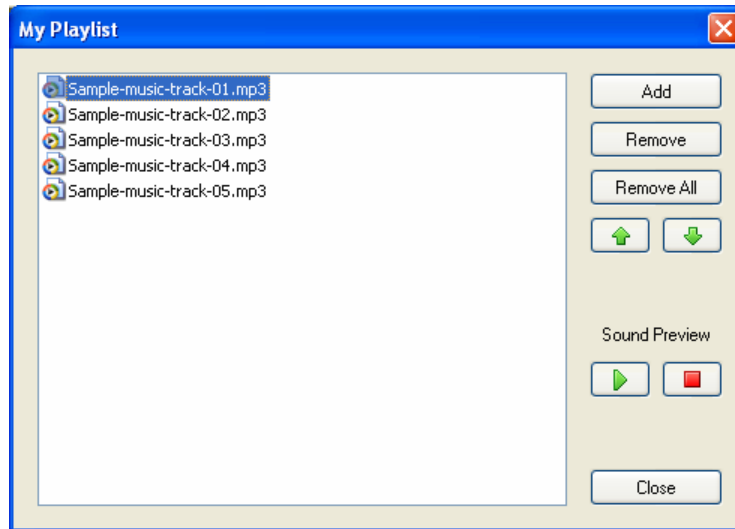 My Playlist
Sample-music-track-01.mp3
Sample-music-track-02.mp3
Sample-music-track-03.mp3
Sample-music-track-04.mp3
Sample-music-track-05.mp3
Add
Remove
Remove All
Sound Preview
Close